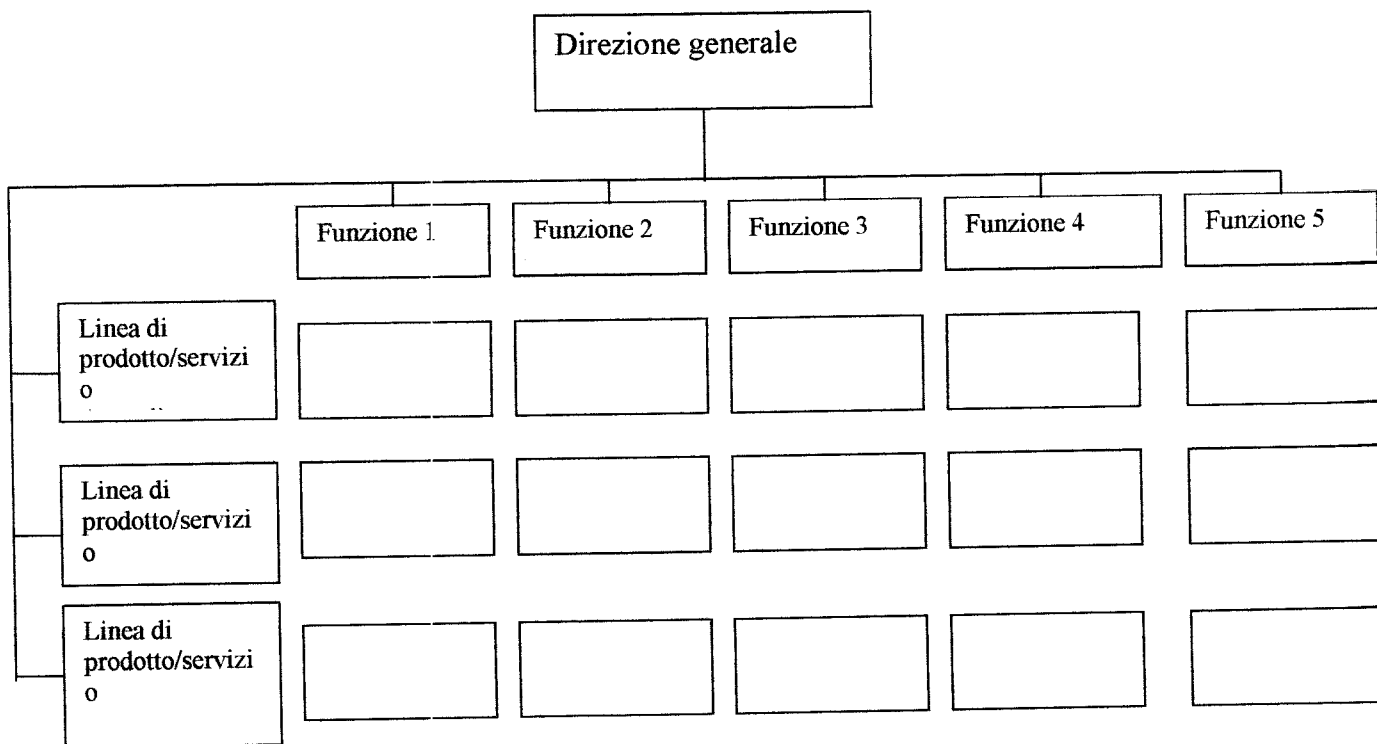 Direzione generale
Funzione 1
Funzione 2
Funzione 3
Funzione 4
Funzione 5
Linea di
prodotto/servizi
o
Linea di
prodotto/servizi
o
Linea di
prodotto/servizi
o